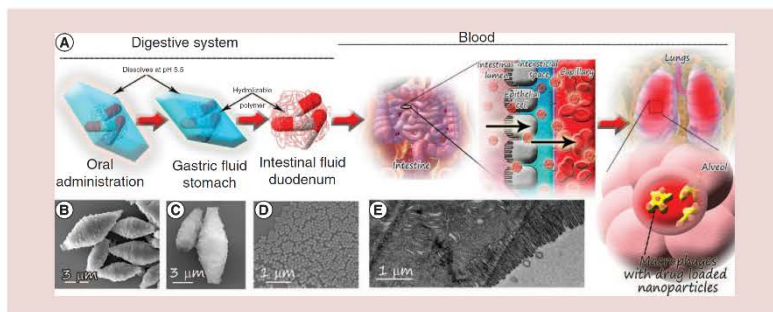 A
Digestive system
Blood
Dissolves at pH 5.5
Hydrolizable
polymer
Oral
administration
Gastric fluid
stomach
Intestinal fluid
duodenum
Intestine
Intestinal
lumen
Interstitial
space
Capillary
Epithelial
cell
Lungs
Alveol
Macrophages
with drug loaded
nanoparticles
B
3 μm
C
3 μm
D
1 μm
E
1 μm